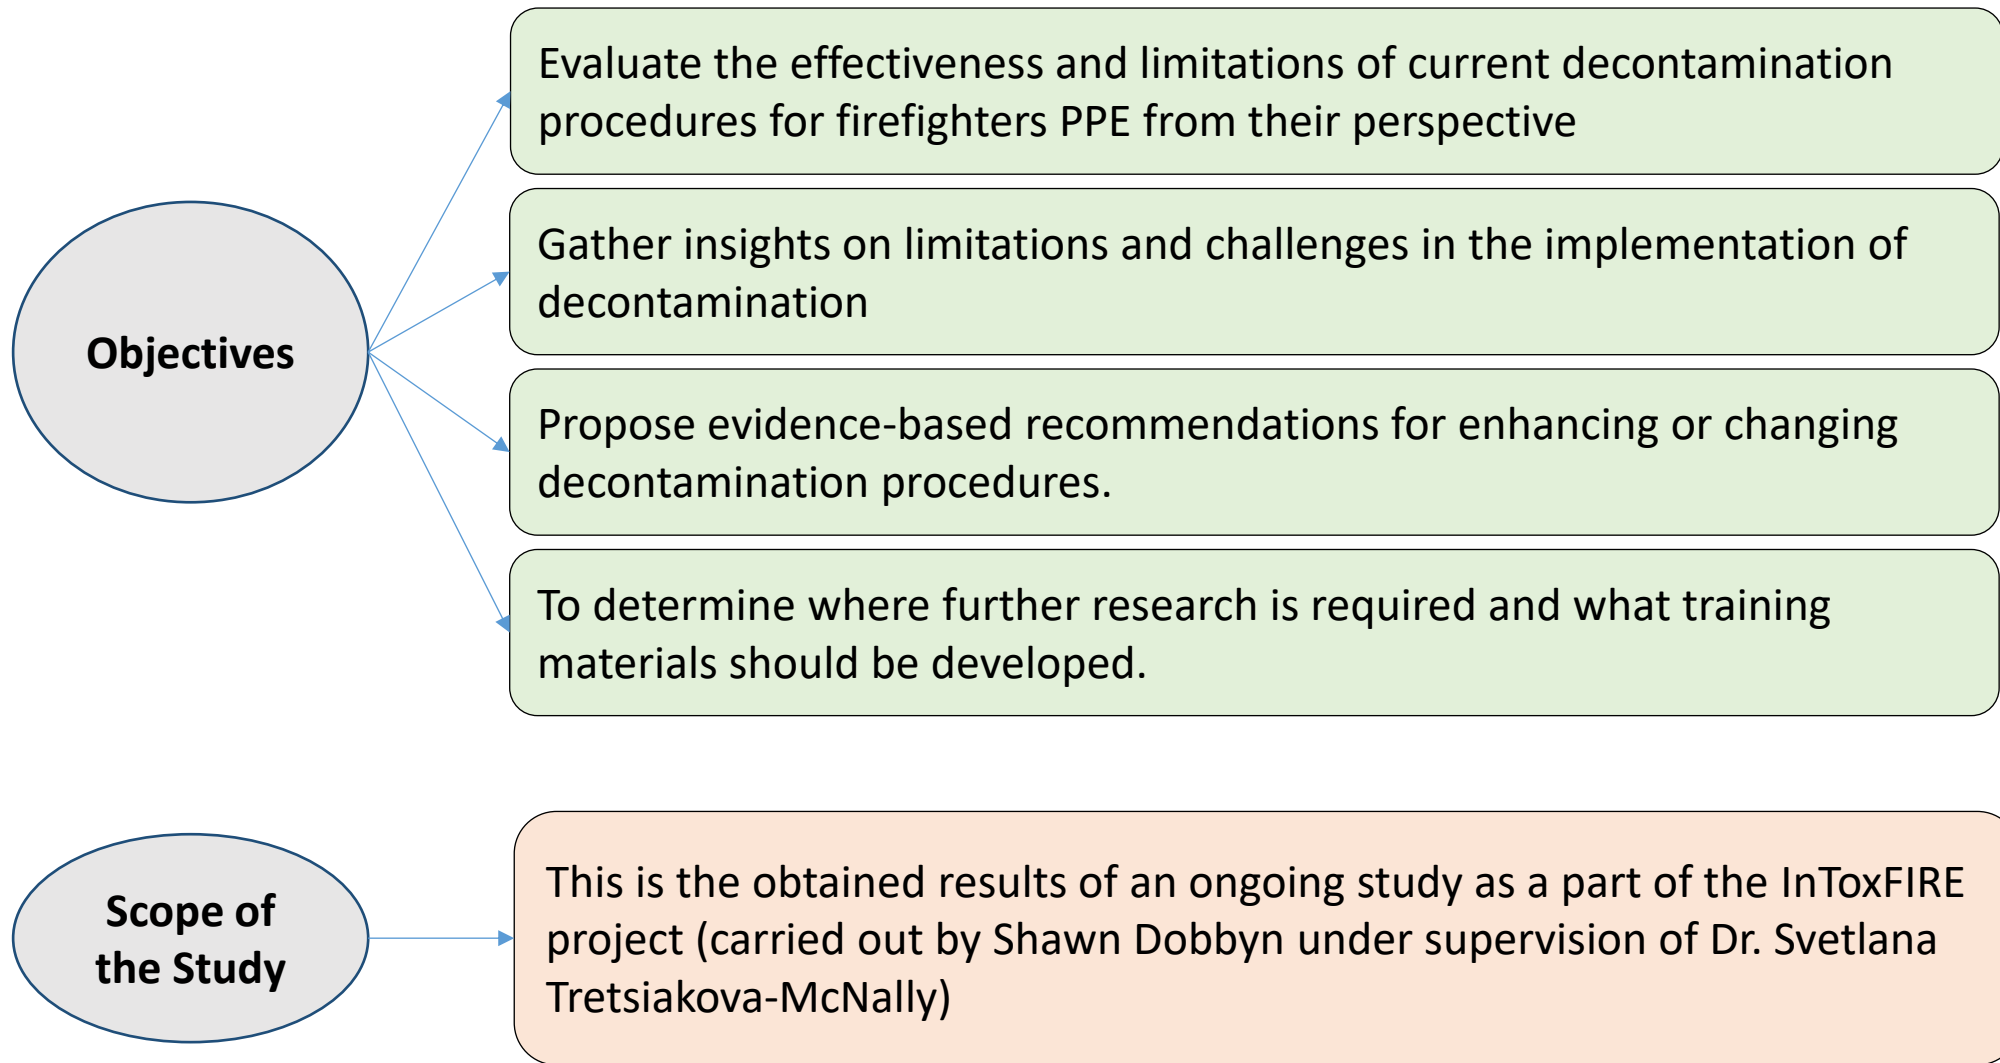 Objectives
Evaluate the effectiveness and limitations of current decontamination
procedures for firefighters PPE from their perspective
Gather insights on limitations and challenges in the implementation of
decontamination
Propose evidence-based recommendations for enhancing or changing
decontamination procedures.
To determine where further research is required and what training
materials should be developed.
Scope of
the Study
This is the obtained results of an ongoing study as a part of the InToxFIRE
project (carried out by Shawn Dobbyn under supervision of Dr. Svetlana
Tretsiakova-McNally)